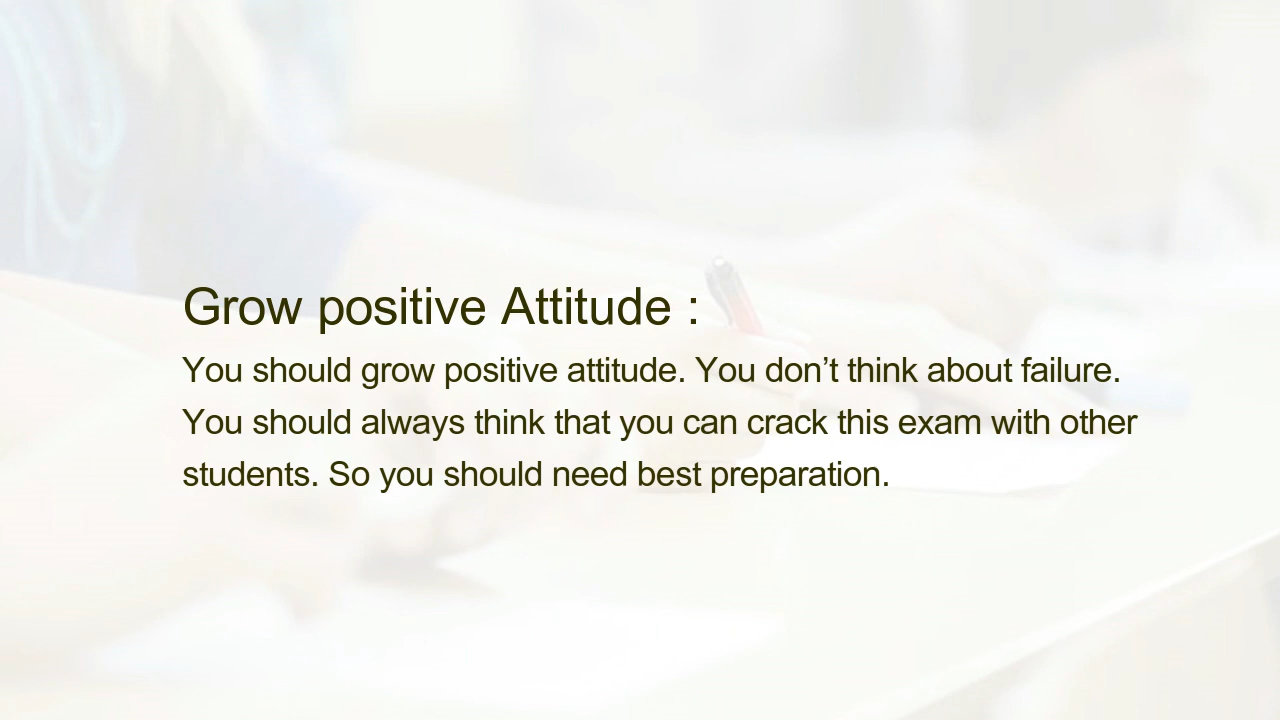 Grow positive Attitude :
You should grow positive attitude. You don’t think about failure.
You should always think that you can crack this exam with other
students. So you should need best preparation.